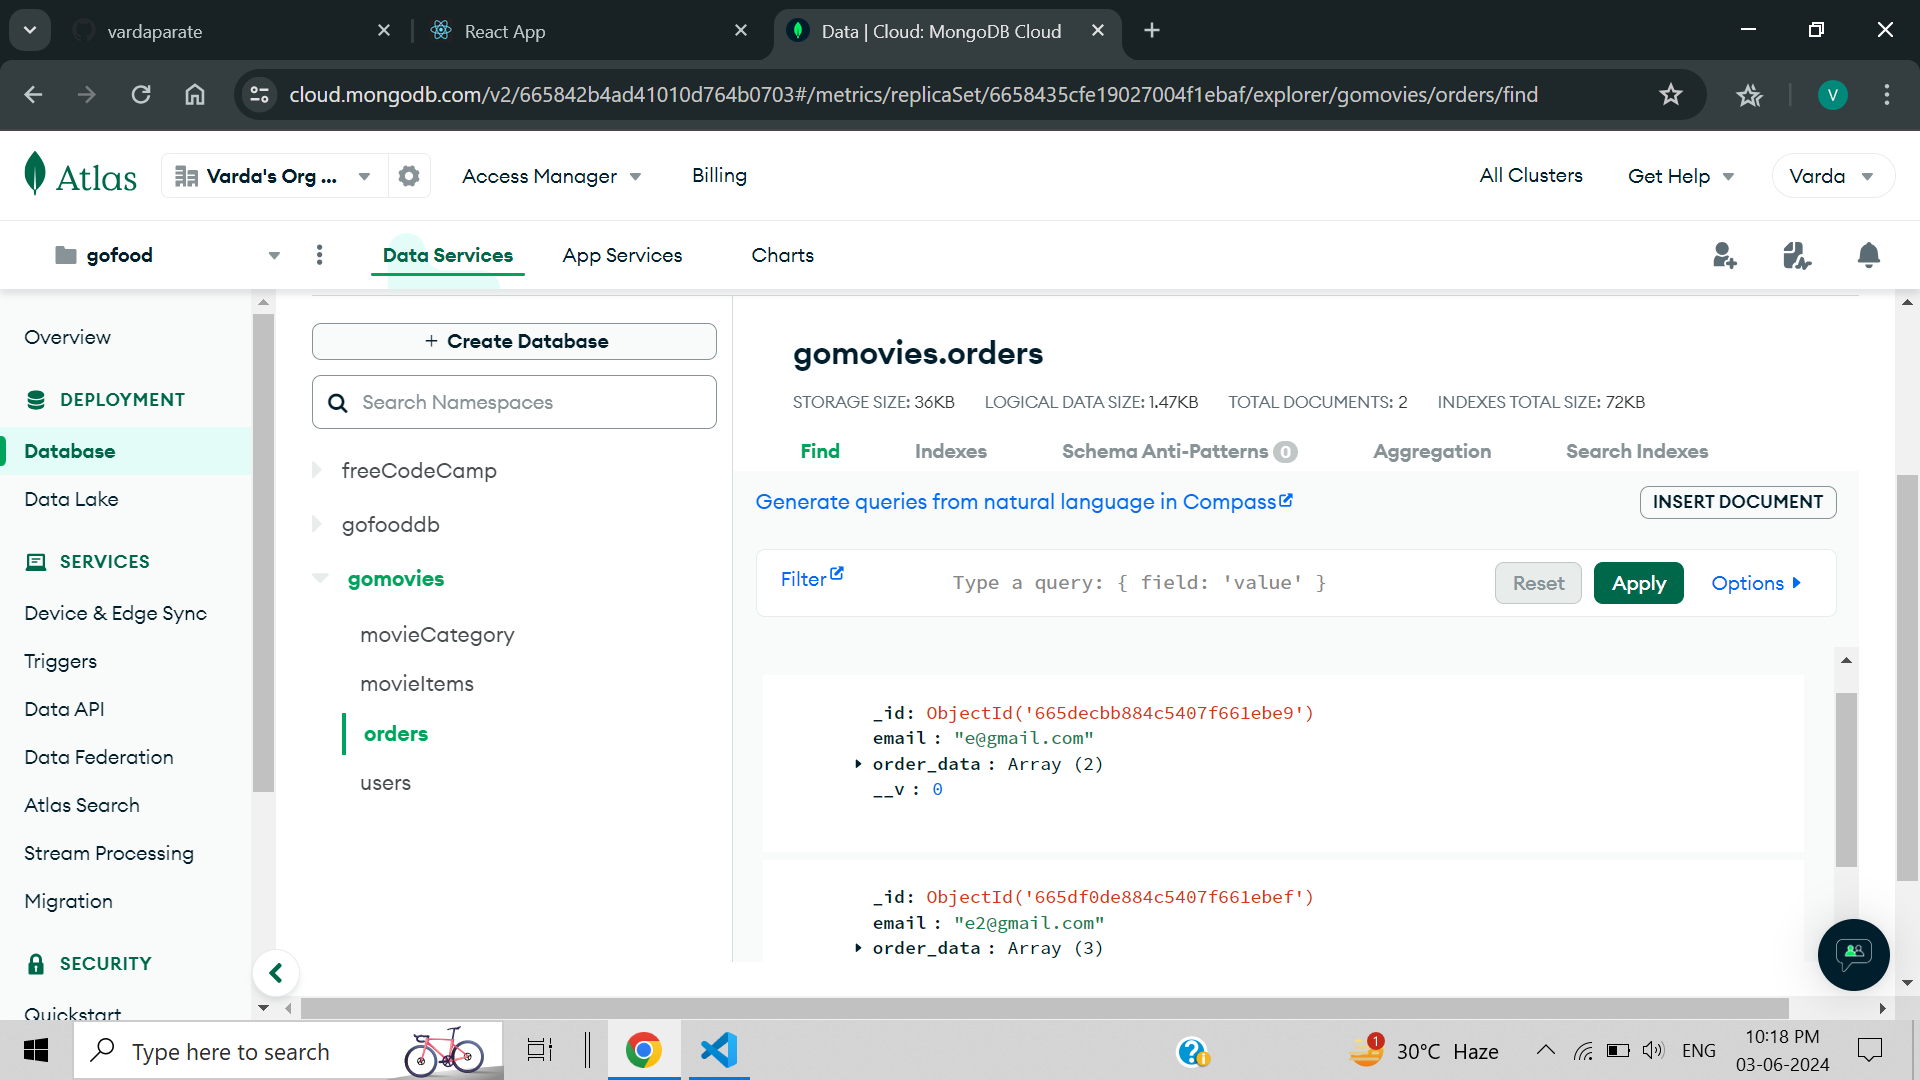 vardaparate
React App
Data | Cloud: MongoDB Cloud
cloud.mongodb.com/v2/665842b4ad41010d764b0703#/metrics/replicaSet/6658435cfe19027004f1ebaf/explorer/gomovies/orders/find
V
Atlas
Varda's Org ...
Access Manager
Billing
All Clusters
Get Help
Varda
gofood
Data Services
App Services
Charts
Overview
DEPLOYMENT
Database
Data Lake
SERVICES
Device & Edge Sync
Triggers
Data API
Data Federation
Atlas Search
Stream Processing
Migration
SECURITY
Quickstart
+ Create Database
Search Namespaces
freeCodeCamp
gofooddb
gomovies
movieCategory
movieItems
orders
users
gomovies.orders
STORAGE SIZE: 36KB LOGICAL DATA SIZE: 1.47KB TOTAL DOCUMENTS: 2 INDEXES TOTAL SIZE: 72KB
Find Indexes Schema Anti-Patterns 0 Aggregation Search Indexes
Generate queries from natural language in Compass
INSERT DOCUMENT
Filter
Type a query: { field: 'value' }
Reset
Apply
Options
_id: ObjectId('665decbb884c5407f661ebe9')
email : "e@gmail.com"
order_data : Array (2)
__v : 0
_id: ObjectId('665df0de884c5407f661ebef')
email : "e2@gmail.com"
order_data : Array (3)
Type here to search
1
30°C Haze
ENG
10:18 PM
03-06-2024